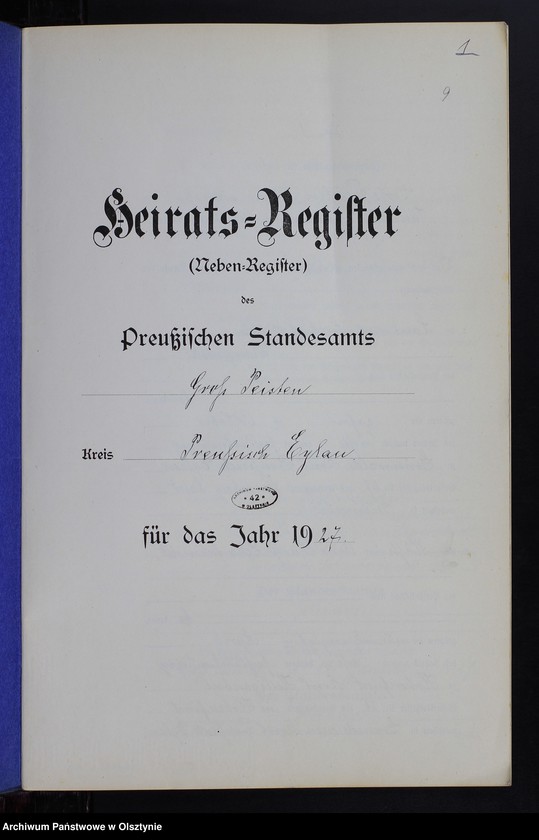 1
9
Heirats=Register
(Neben=Register)
des
Preußischen Standesamts
Groß Peisten
Kreis Preußisch Eylau
42
für das Jahr 1927.
Archiwum Państwowe w Olsztynie